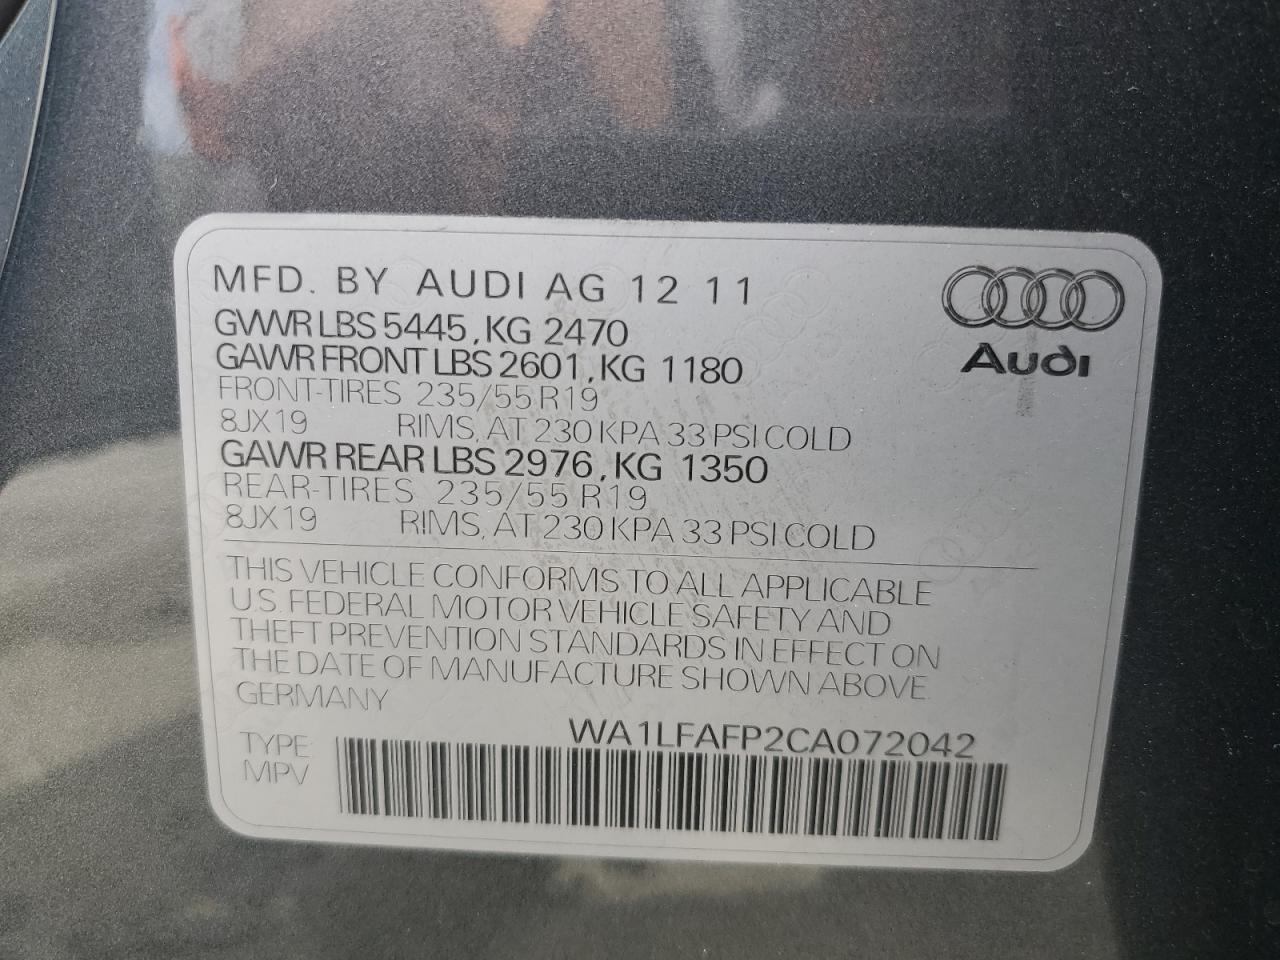 MFD. BY AUDI AG 12 11
GVWR LBS 5445, KG 2470
GAWR FRONT LBS 2601, KG 1180
FRONT-TIRES 235/55 R19
8JX19 RIMS, AT 230 KPA 33 PSI COLD
GAWR REAR LBS 2976, KG 1350
REAR-TIRES 235/55 R19
8JX19 RIMS, AT 230 KPA 33 PSI COLD
Audi
THIS VEHICLE CONFORMS TO ALL APPLICABLE
U.S. FEDERAL MOTOR VEHICLE SAFETY AND
THEFT PREVENTION STANDARDS IN EFFECT ON
THE DATE OF MANUFACTURE SHOWN ABOVE.
GERMANY
WA1LFAFP2CA072042
TYPE:
MPV